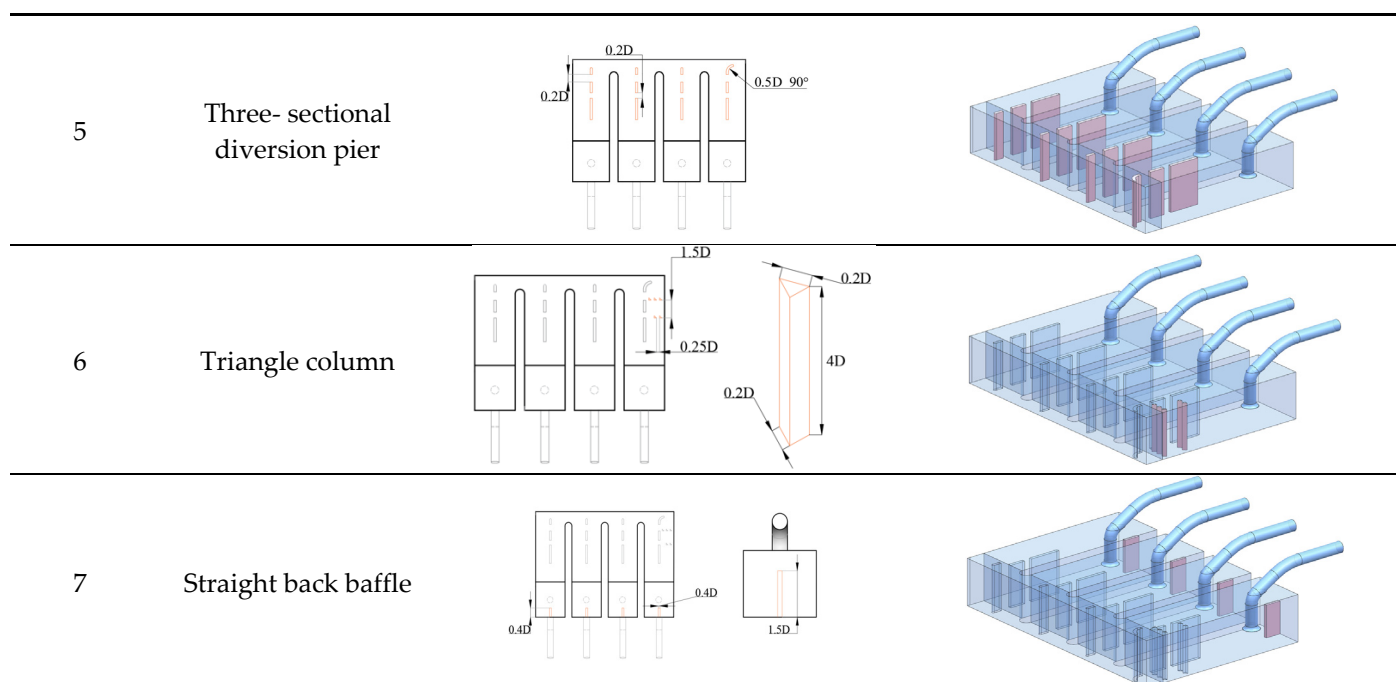 0.2D
0.2D
0.5D 90°
5
Three- sectional
diversion pier
1.5D
0.25D
0.2D
4D
0.2D
6
Triangle column
0.4D
0.4D
1.5D
7
Straight back baffle